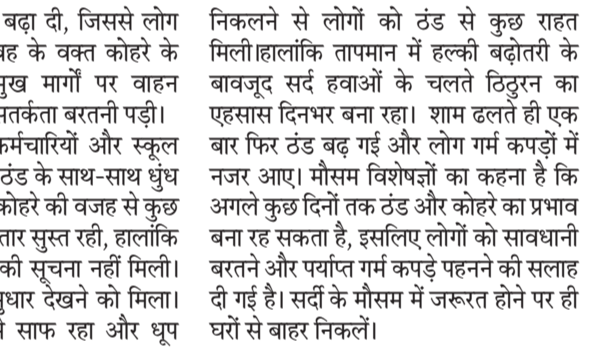 बढ़ा दी, जिससे लोग
के वक्त कोहरे के
मार्गों पर वाहन
बरतनी पड़ी।
और स्कूल
ठंड के साथ-साथ धुंध
कोहरे की वजह से कुछ
सुस्त रही, हालांकि
की सूचना नहीं मिली।
देखने को मिला।
साफ रहा और धूप
निकलने से लोगों को ठंड से कुछ राहत
मिली।हालांकि तापमान में हल्की बढ़ोतरी के
बावजूद सर्द हवाओं के चलते ठिठुरन का
एहसास दिनभर बना रहा। शाम ढलते ही एक
बार फिर ठंड बढ़ गई और लोग गर्म कपड़ों में
नजर आए। मौसम विशेषज्ञों का कहना है कि
अगले कुछ दिनों तक ठंड और कोहरे का प्रभाव
बना रह सकता है, इसलिए लोगों को सावधानी
बरतने और पर्याप्त गर्म कपड़े पहनने की सलाह
दी गई है। सर्दी के मौसम में जरूरत होने पर ही
घरों से बाहर निकलें।